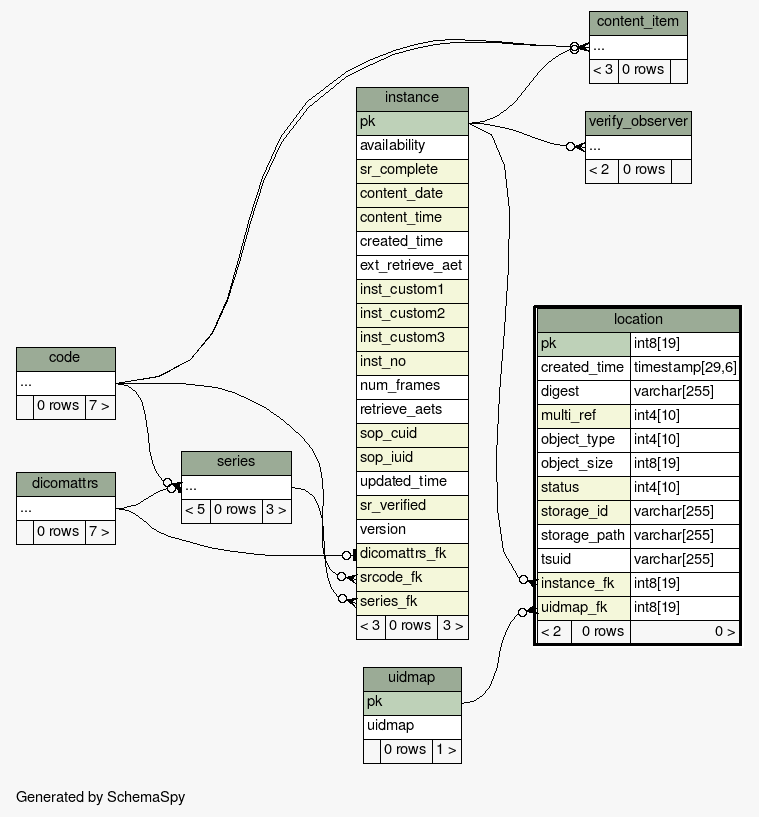 content_item
...
< 3 0 rows
instance
pk
availability
sr_complete
content_date
content_time
created_time
ext_retrieve_aet
inst_custom1
inst_custom2
inst_custom3
inst_no
num_frames
retrieve_aets
sop_cuid
sop_iuid
updated_time
sr_verified
version
dicomattrs_fk
srcode_fk
series_fk
< 3 0 rows 3 >
verify_observer
...
< 2 0 rows
location
pk int8[19]
created_time timestamp[29,6]
digest varchar[255]
multi_ref int4[10]
object_type int4[10]
object_size int8[19]
status int4[10]
storage_id varchar[255]
storage_path varchar[255]
tsuid varchar[255]
instance_fk int8[19]
uidmap_fk int8[19]
< 2 0 rows 0 >
code
...
0 rows 7 >
series
...
< 5 0 rows 3 >
dicomattrs
...
0 rows 7 >
uidmap
pk
uidmap
0 rows 1 >
Generated by SchemaSpy